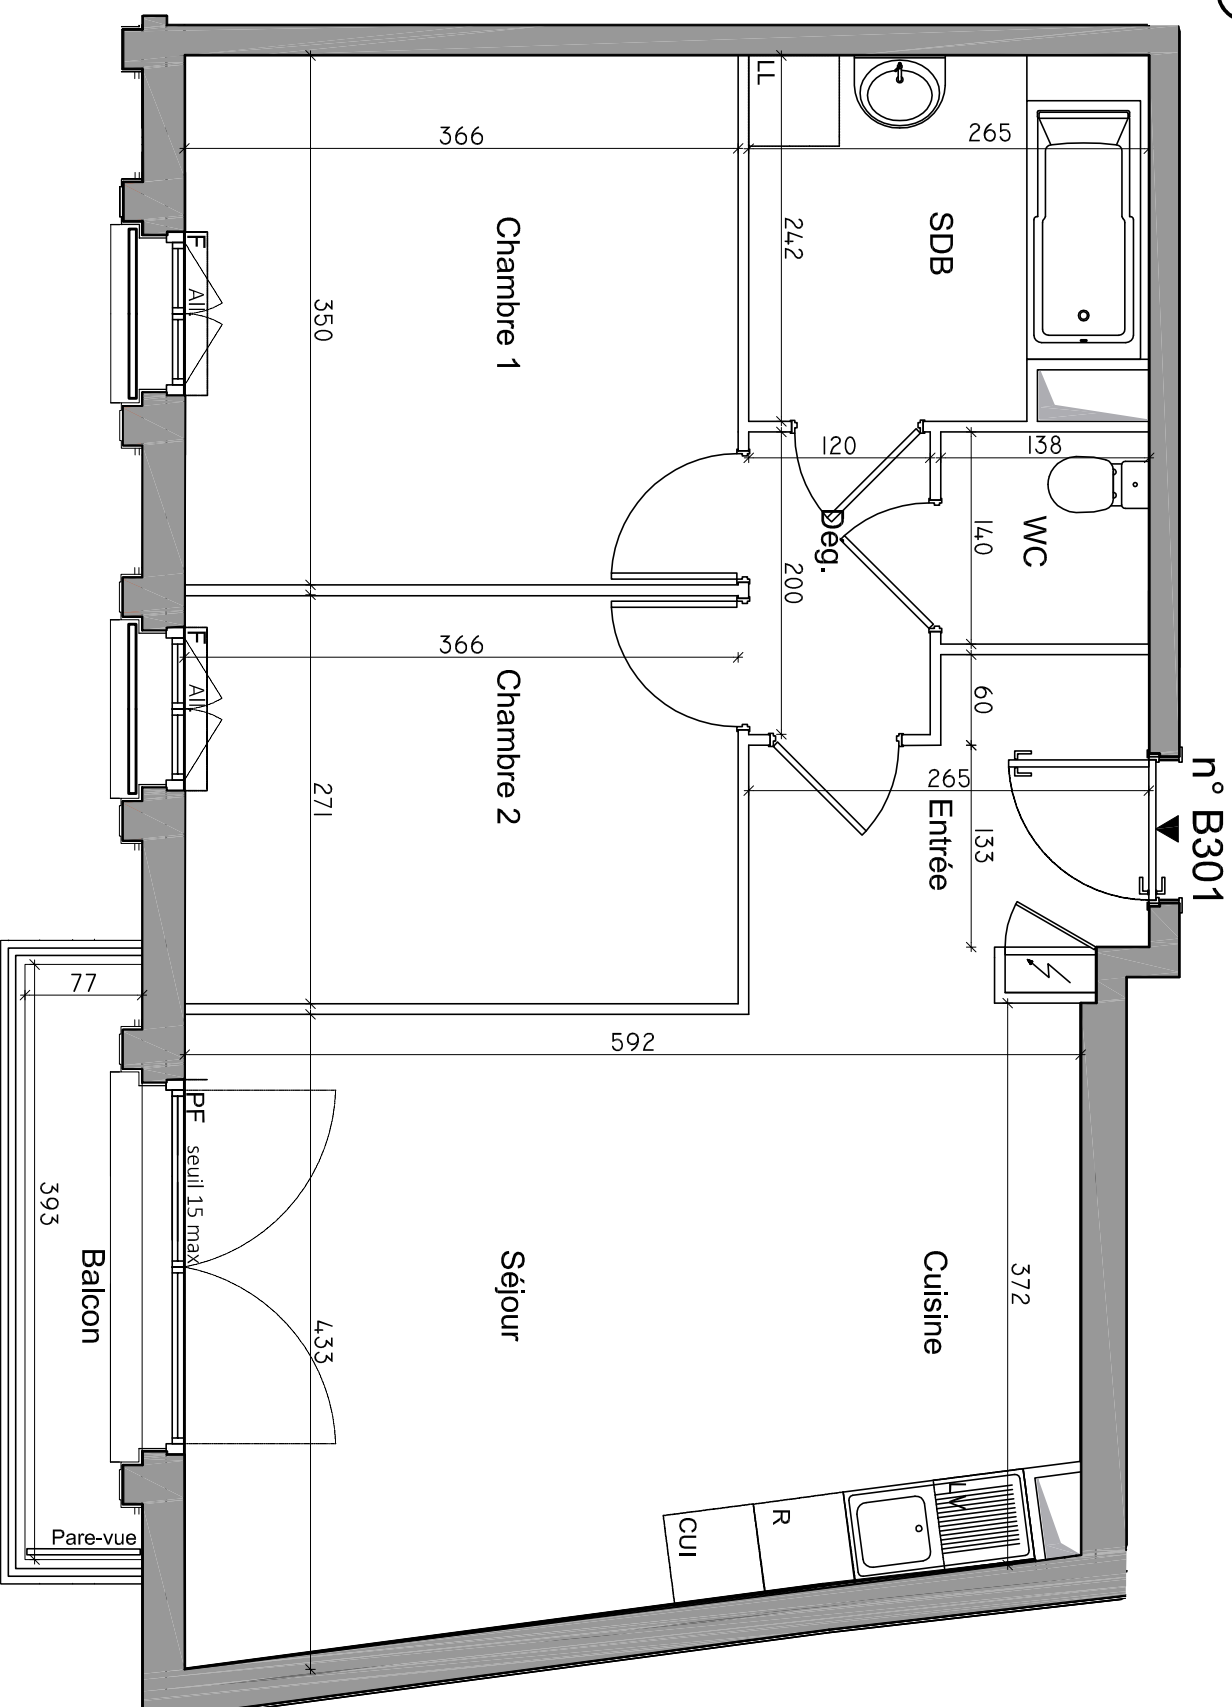 n° B301
LL
366
265
242
SDB
Chambre 1
F
All.
350
120
138
WC
140
Dég.
200
366
Chambre 2
F
All.
60
265
Entrée
133
271
77
592
PF
seuil 15 max
393
Balcon
Séjour
Cuisine
372
433
LV
R
CUI
Pare-vue